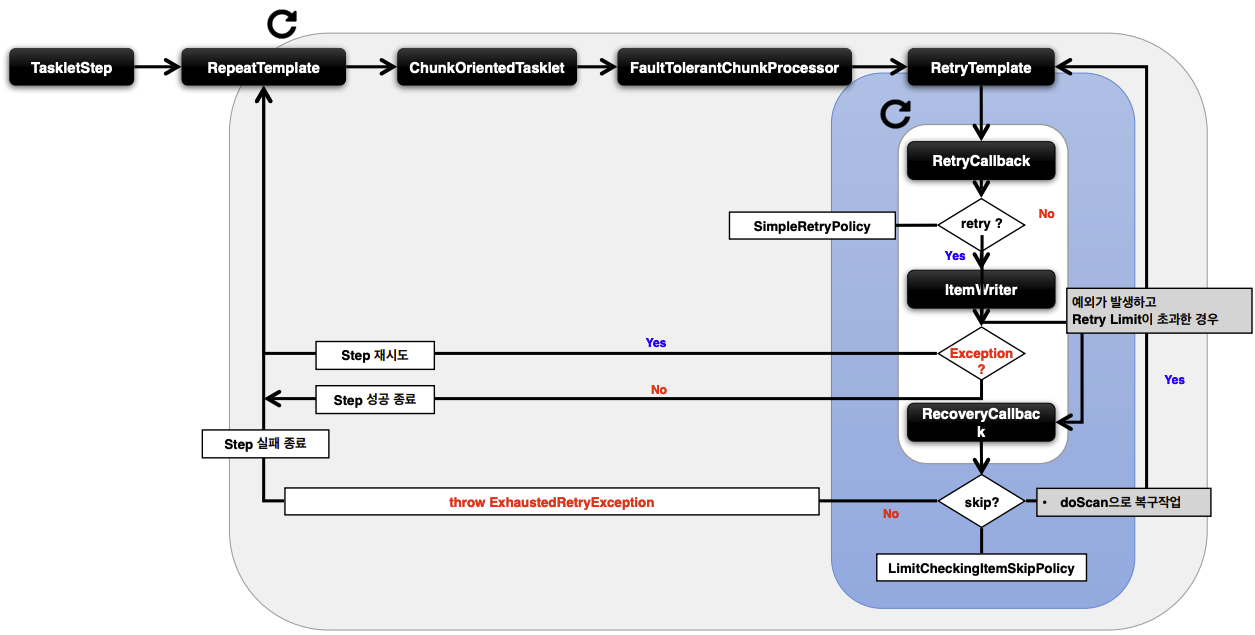 TaskletStep
RepeatTemplate
ChunkOrientedTasklet
FaultTolerantChunkProcessor
RetryTemplate
RetryCallback
SimpleRetryPolicy
retry ?
No
Yes
ItemWriter
예외가 발생하고
Retry Limit이 초과한 경우
Step 재시도
Yes
Exception
?
Yes
Step 성공 종료
No
RecoveryCallbac
k
Step 실패 종료
throw ExhaustedRetryException
No
skip?
• doScan으로 복구작업
LimitCheckingItemSkipPolicy